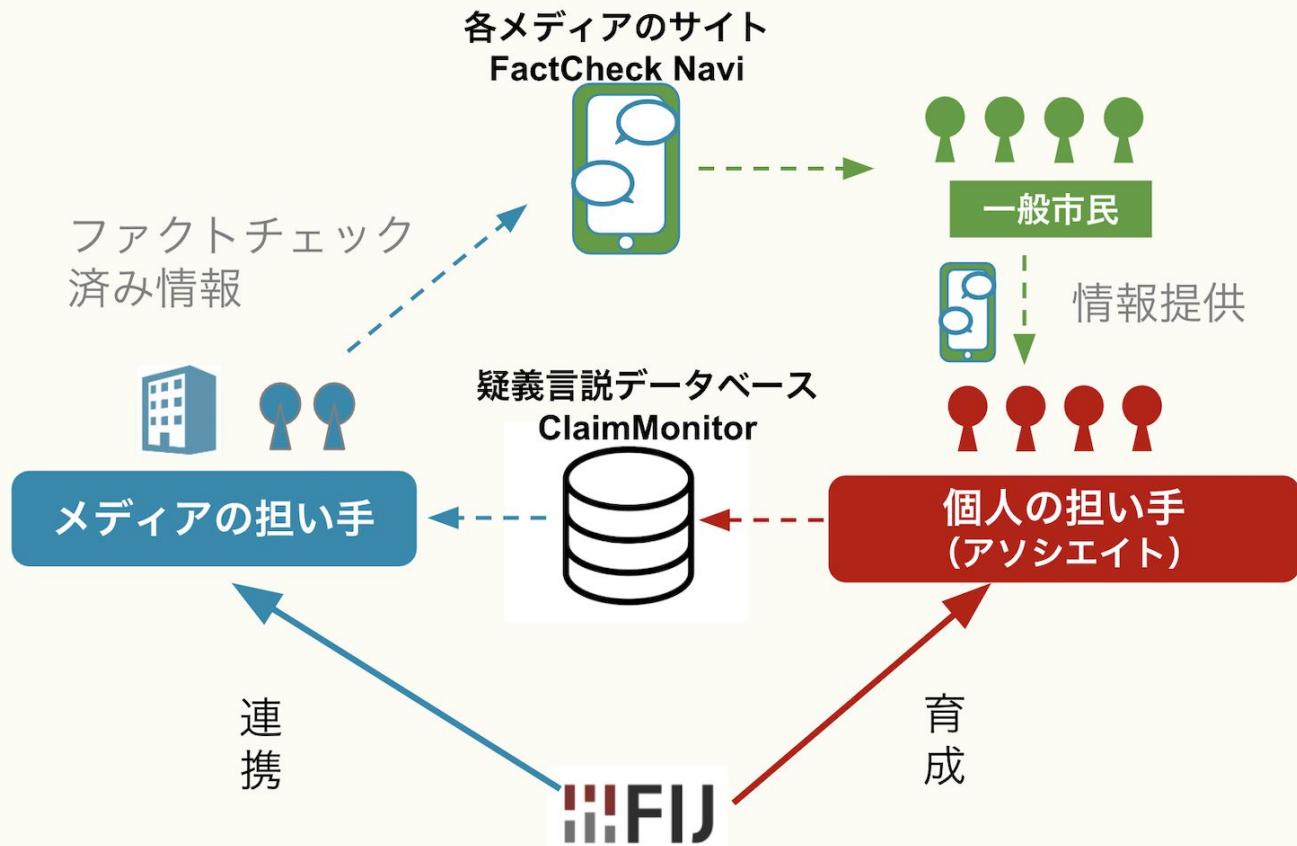 各メディアのサイト
FactCheck Navi
一般市民
ファクトチェック
済み情報
情報提供
疑義言説データベース
ClaimMonitor
メディアの担い手
個人の担い手
（アソシエイト）
連
携
育
成
FIJ